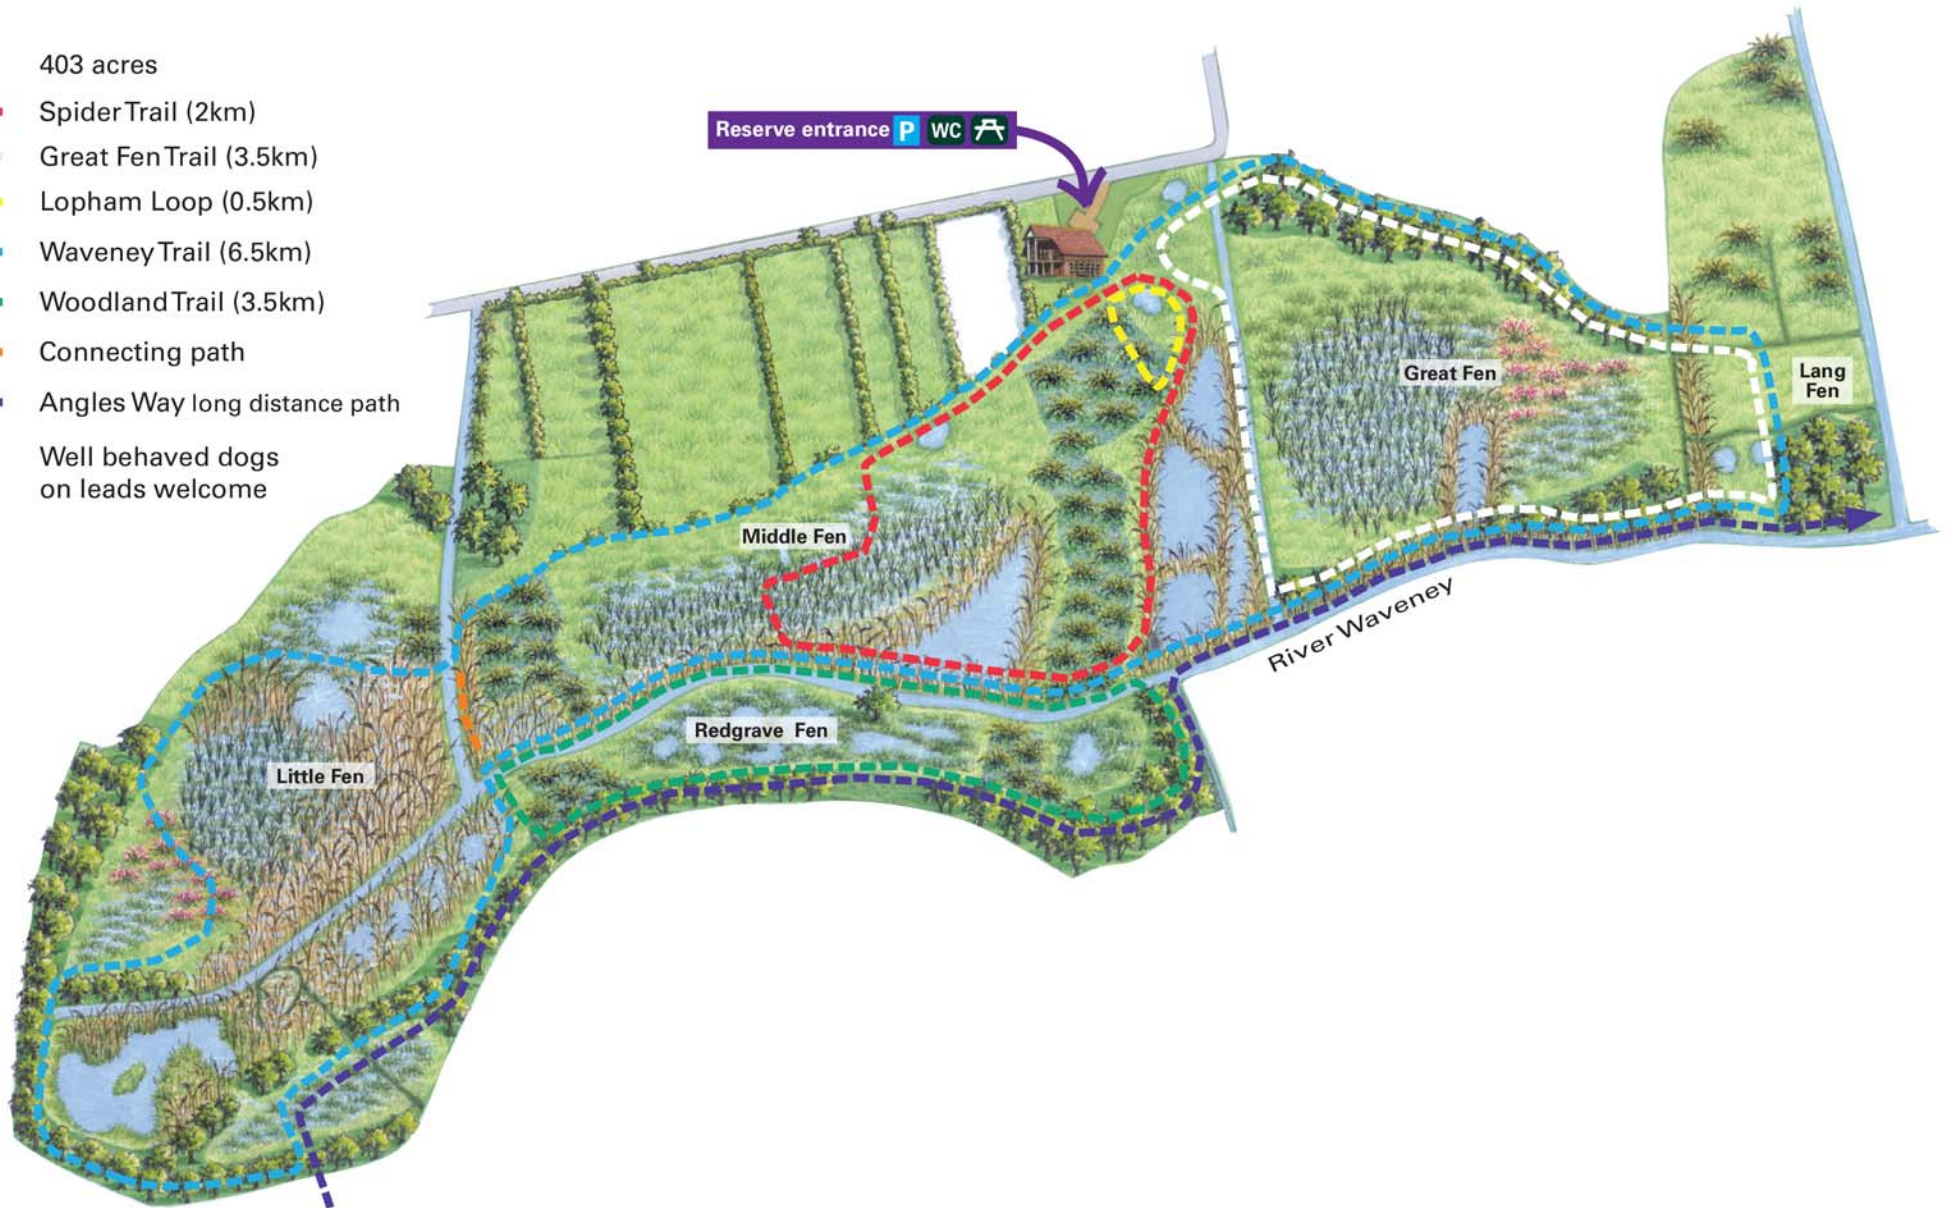 403 acres
Spider Trail (2km)
Great Fen Trail (3.5km)
Lopham Loop (0.5km)
Waveney Trail (6.5km)
Woodland Trail (3.5km)
Connecting path
Angles Way long distance path
Well behaved dogs
on leads welcome
Reserve entrance P WC
Great Fen
Lang
Fen
Middle Fen
River Waveney
Redgrave Fen
Little Fen